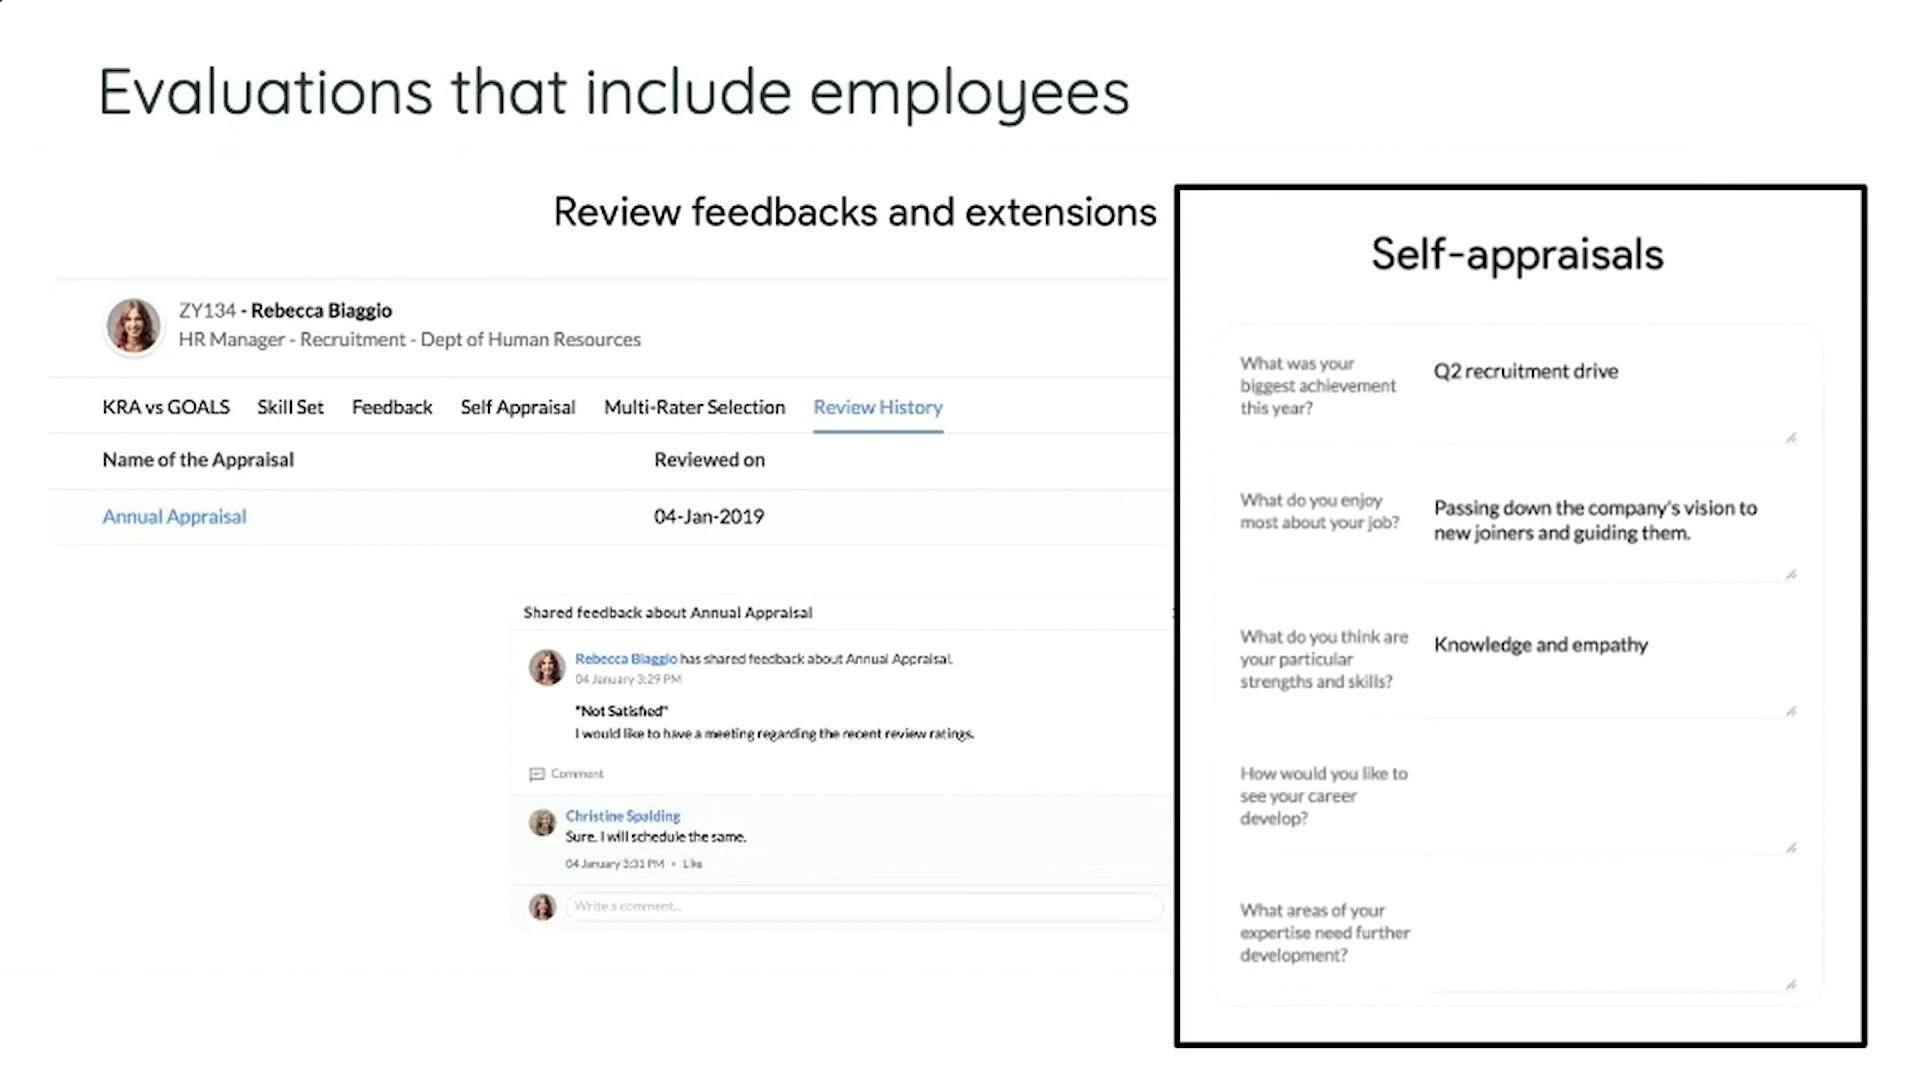 Evaluations that include employees
Review feedbacks and extensions
ZY134 - Rebecca Biaggio
HR Manager - Recruitment - Dept of Human Resources
KRA vs GOALS Skill Set Feedback Self Appraisal Multi-Rater Selection Review History
Name of the Appraisal Reviewed on
Annual Appraisal 04-Jan-2019
Shared feedback about Annual Appraisal
Rebecca Biaggio has shared feedback about Annual Appraisal.
04 January 3:29 PM
"Not Satisfied"
I would like to have a meeting regarding the recent review ratings.
Comment
Christine Spalding
Sure. I will schedule the same.
04 January 3:31 PM • Like
Write a comment...
Self-appraisals
What was your
biggest achievement
this year?
Q2 recruitment drive
What do you enjoy
most about your job?
Passing down the company's vision to
new joiners and guiding them.
What do you think are
your particular
strengths and skills?
Knowledge and empathy
How would you like to
see your career
develop?
What areas of your
expertise need further
development?